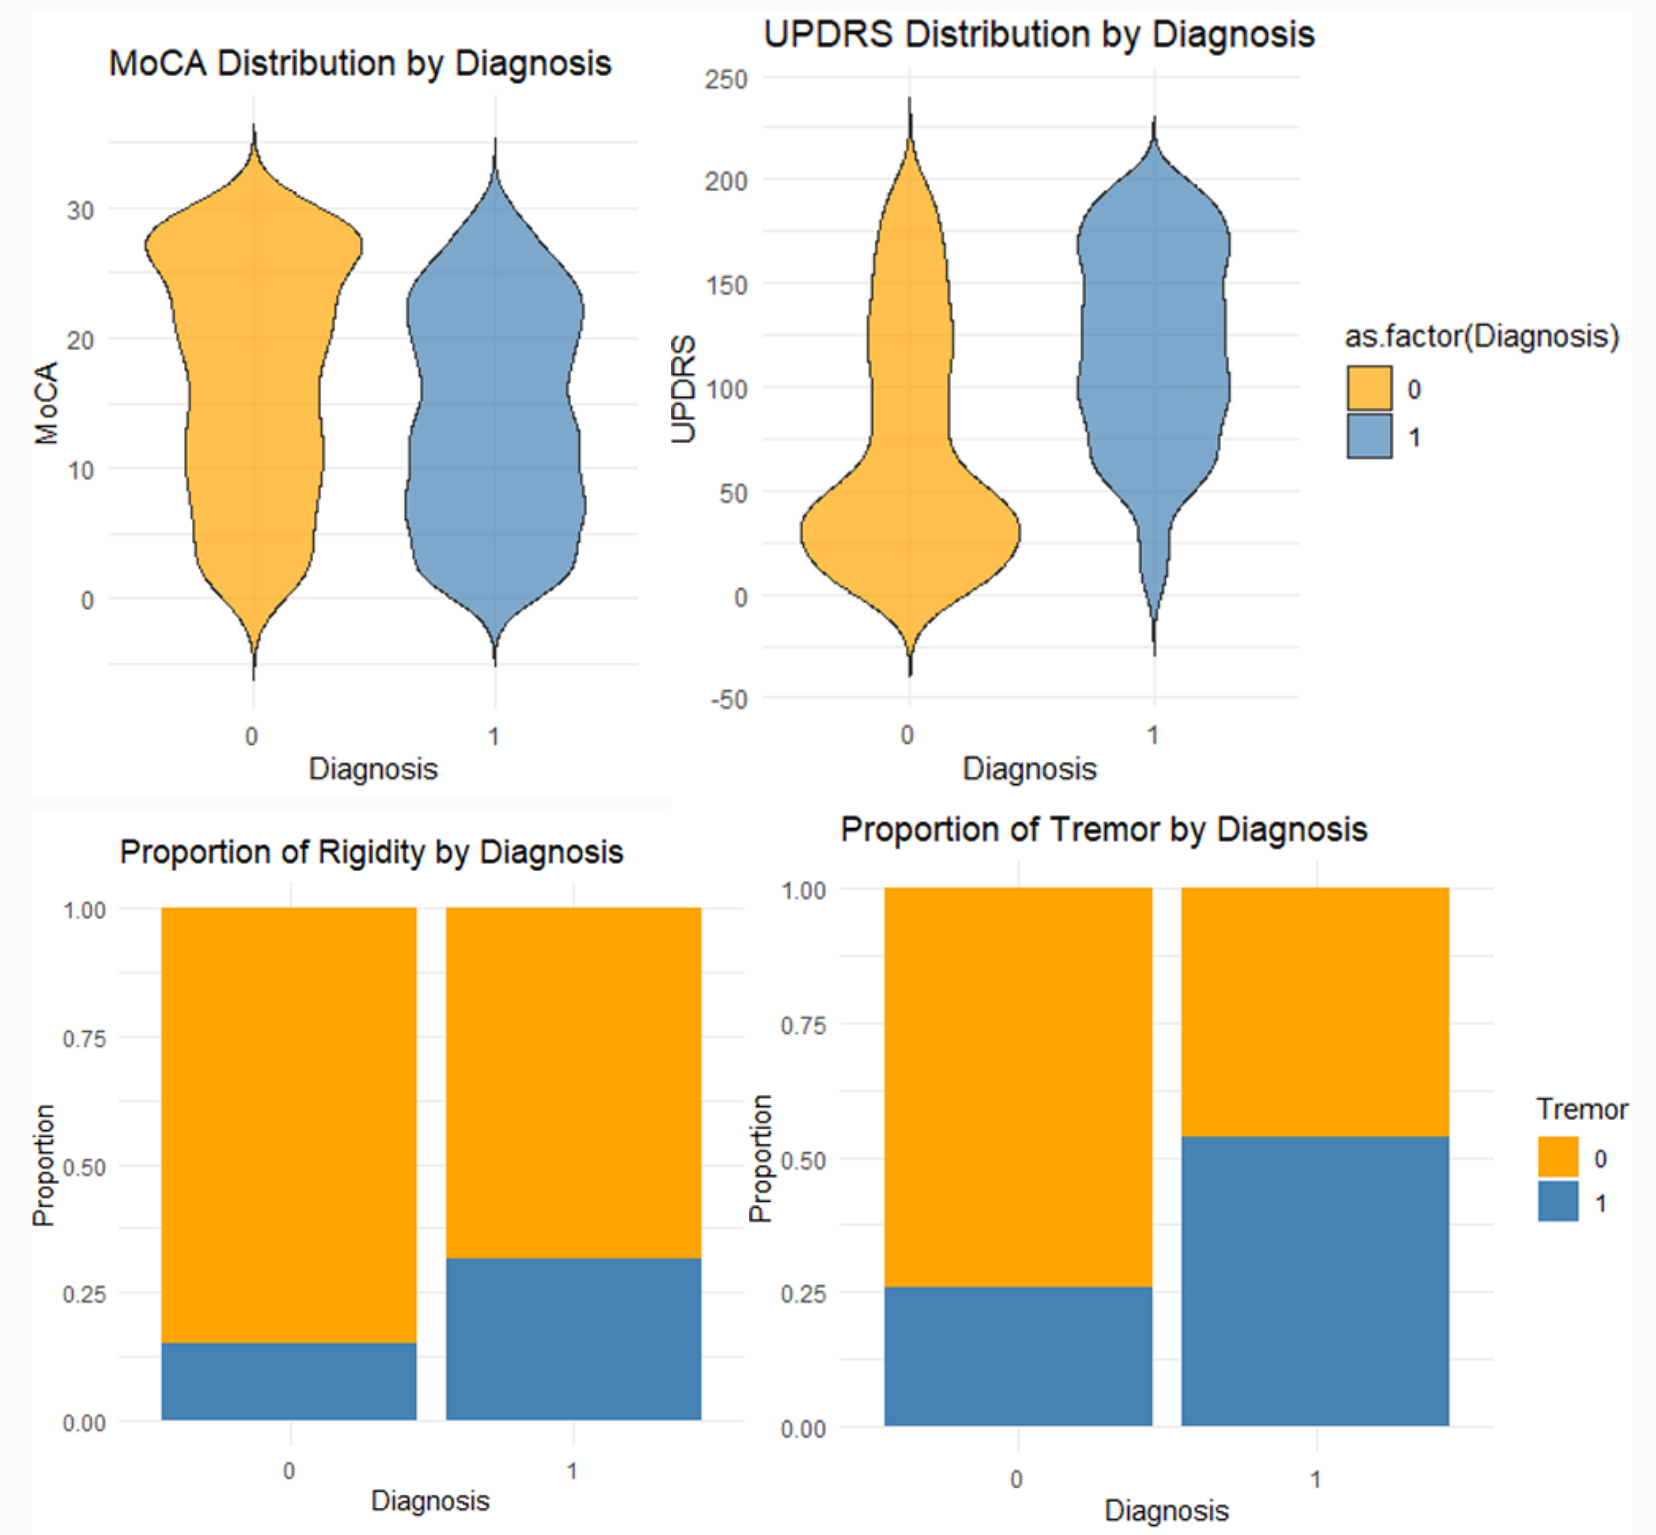 MoCA Distribution by Diagnosis
MoCA
30
20
10
0
0 1
Diagnosis
UPDRS Distribution by Diagnosis
UPDRS
250
200
150
100
50
0
-50
0 1
Diagnosis
as.factor(Diagnosis)
0
1
Proportion of Rigidity by Diagnosis
Proportion
1.00
0.75
0.50
0.25
0.00
0 1
Diagnosis
Proportion of Tremor by Diagnosis
Proportion
1.00
0.75
0.50
0.25
0.00
0 1
Diagnosis
Tremor
0
1